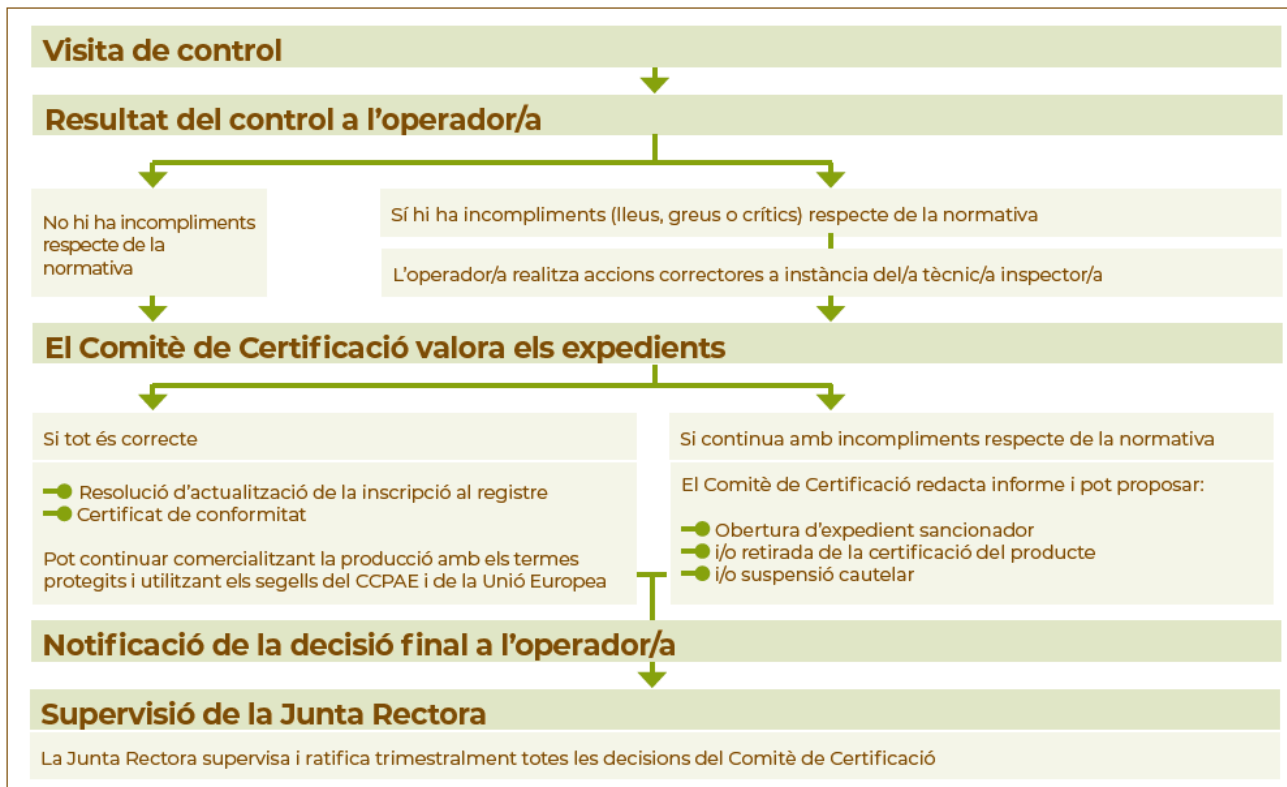 Visita de control
Resultat del control a l’operador/a
No hi ha incompliments
respecte de la
normativa
Sí hi ha incompliments (lleus, greus o crítics) respecte de la normativa
L’operador/a realitza accions correctores a instància del/a tècnic/a inspector/a
El Comitè de Certificació valora els expedients
Si tot és correcte
Resolució d’actualització de la inscripció al registre
Certificat de conformitat
Pot continuar comercialitzant la producció amb els termes
protegits i utilitzant els segells del CCPAE i de la Unió Europea
Si continua amb incompliments respecte de la normativa
El Comitè de Certificació redacta informe i pot proposar:
Obertura d’expedient sancionador
i/o retirada de la certificació del producte
i/o suspensió cautelar
Notificació de la decisió final a l’operador/a
Supervisió de la Junta Rectora
La Junta Rectora supervisa i ratifica trimestralment totes les decisions del Comitè de Certificació